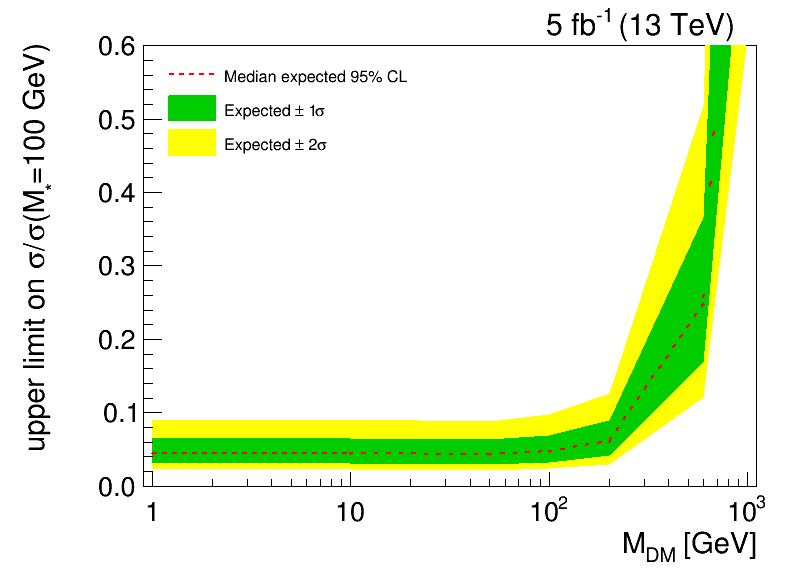 5 fb⁻¹ (13 TeV)
upper limit on σ/σ(M*=100 GeV)
0.6
0.5
0.4
0.3
0.2
0.1
0.0
Median expected 95% CL
Expected ± 1σ
Expected ± 2σ
1 10 10² 10³
M_DM [GeV]